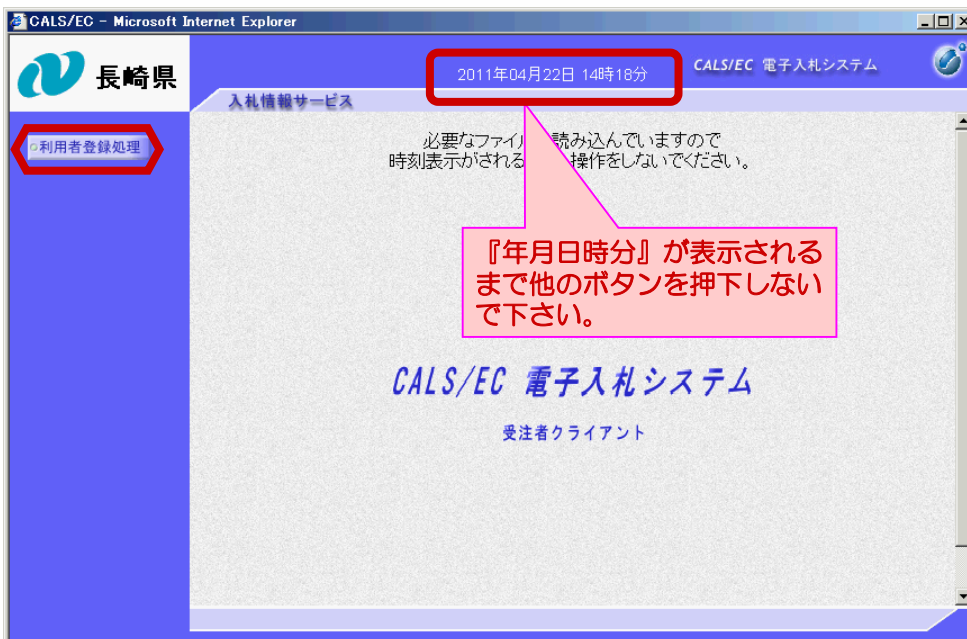 CALS/EC - Microsoft Internet Explorer
長崎県
2011年04月22日 14時18分
CALS/EC 電子入札システム
入札情報サービス
利用者登録処理
必要なファイル 読み込んでいますので
時刻表示がされる 操作をしないでください。
『年月日時分』が表示される
まで他のボタンを押下しない
で下さい。
CALS/EC 電子入札システム
受注者クライアント